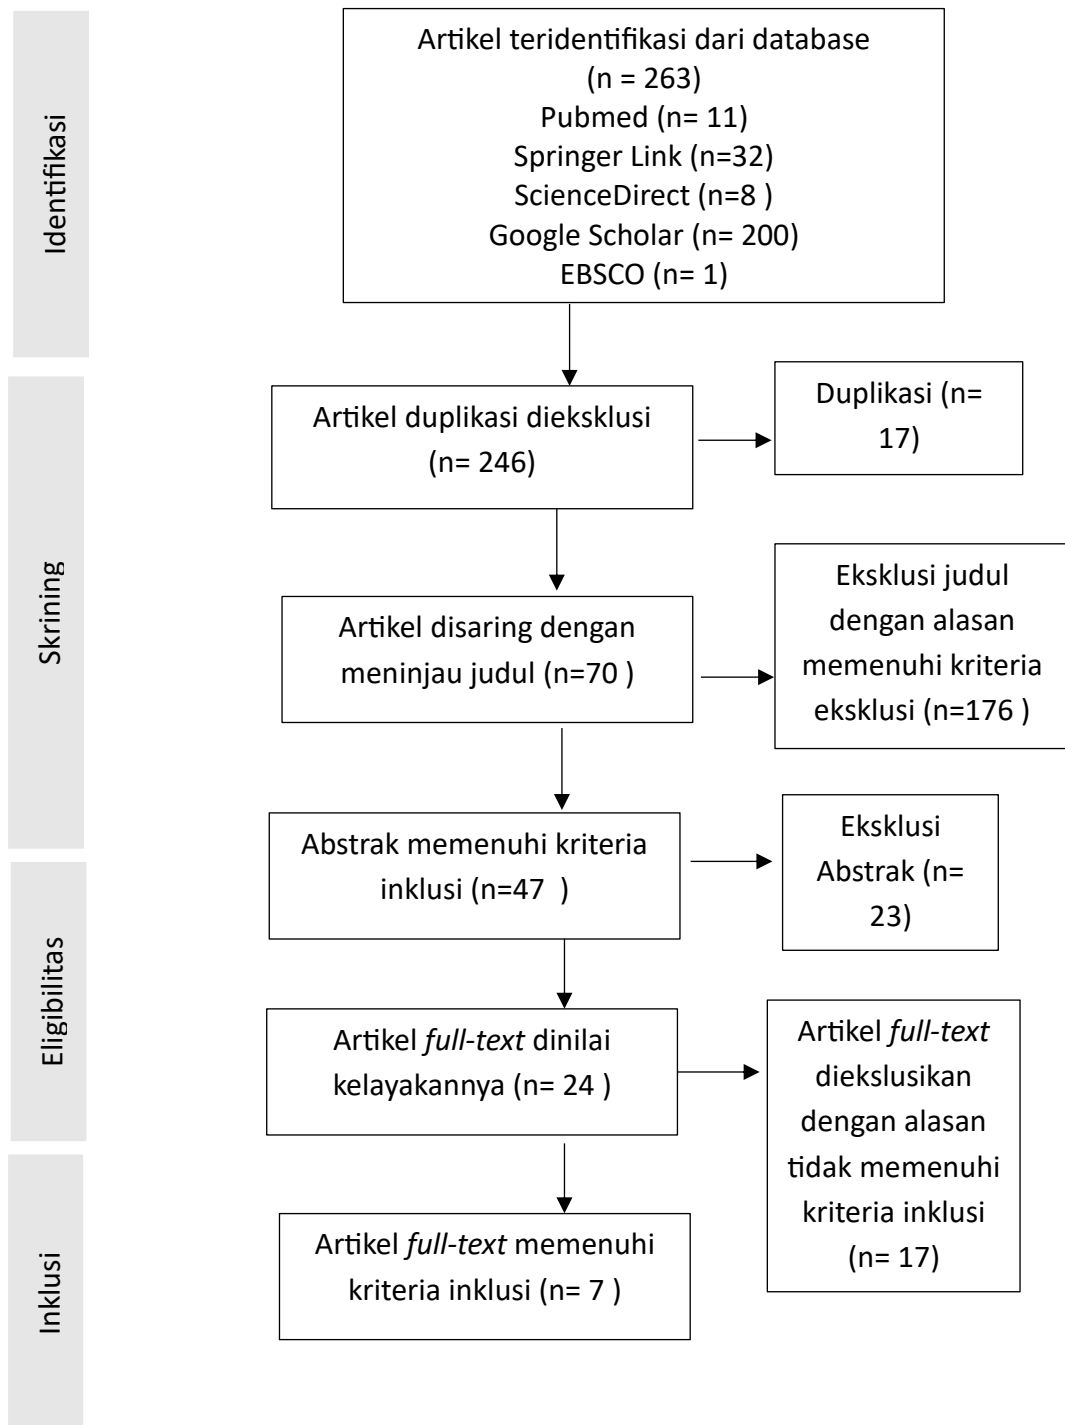 Identifikasi
Artikel teridentifikasi dari database
(n = 263)
Pubmed (n= 11)
Springer Link (n=32)
ScienceDirect (n=8 )
Google Scholar (n= 200)
EBSCO (n= 1)
Skrining
Artikel duplikasi dieksklusi
(n= 246)
Duplikasi (n=
17)
Artikel disaring dengan
meninjau judul (n=70 )
Eksklusi judul
dengan alasan
memenuhi kriteria
eksklusi (n=176 )
Abstrak memenuhi kriteria
inklusi (n=47  )
Eksklusi
Abstrak (n=
23)
Eligibilitas
Artikel full-text dinilai
kelayakannya (n= 24 )
Artikel full-text
diekslusikan
dengan alasan
tidak memenuhi
kriteria inklusi
(n= 17)
Inklusi
Artikel full-text memenuhi
kriteria inklusi (n= 7 )